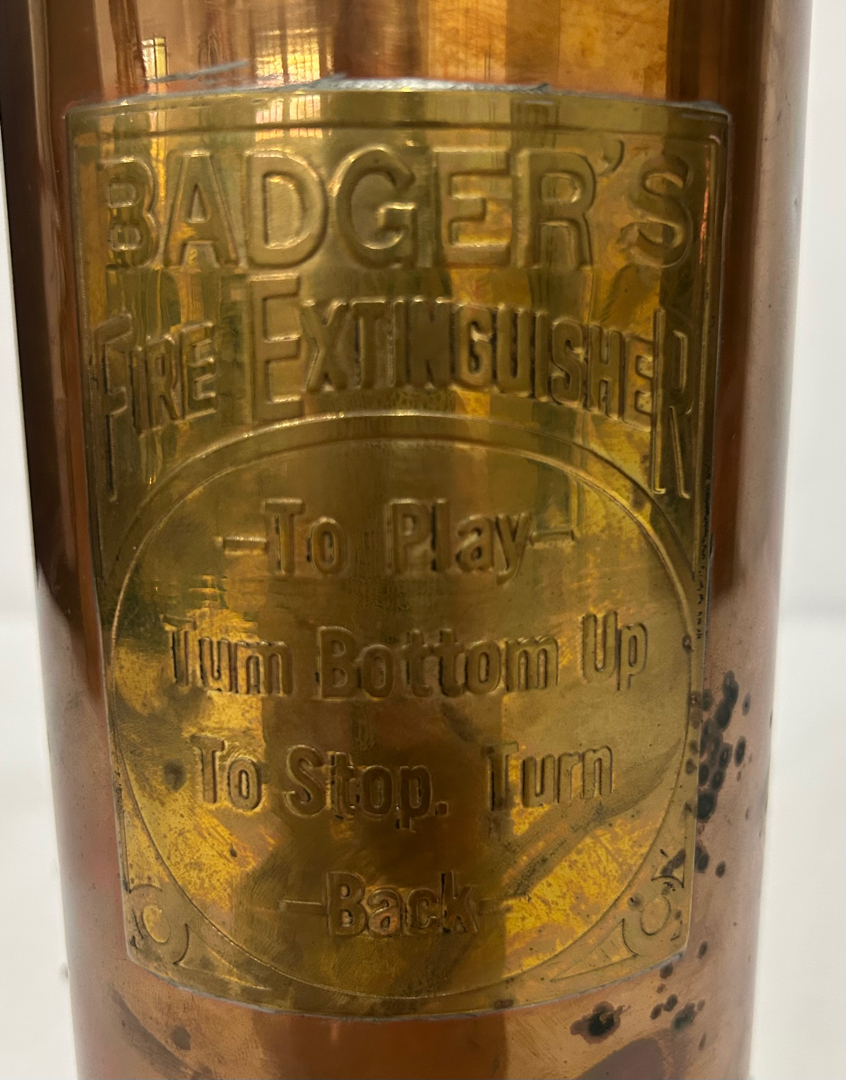 BADGER'S
FIRE EXTINGUISHER
-To Play-
Turn Bottom Up
To Stop. Turn
-Back-